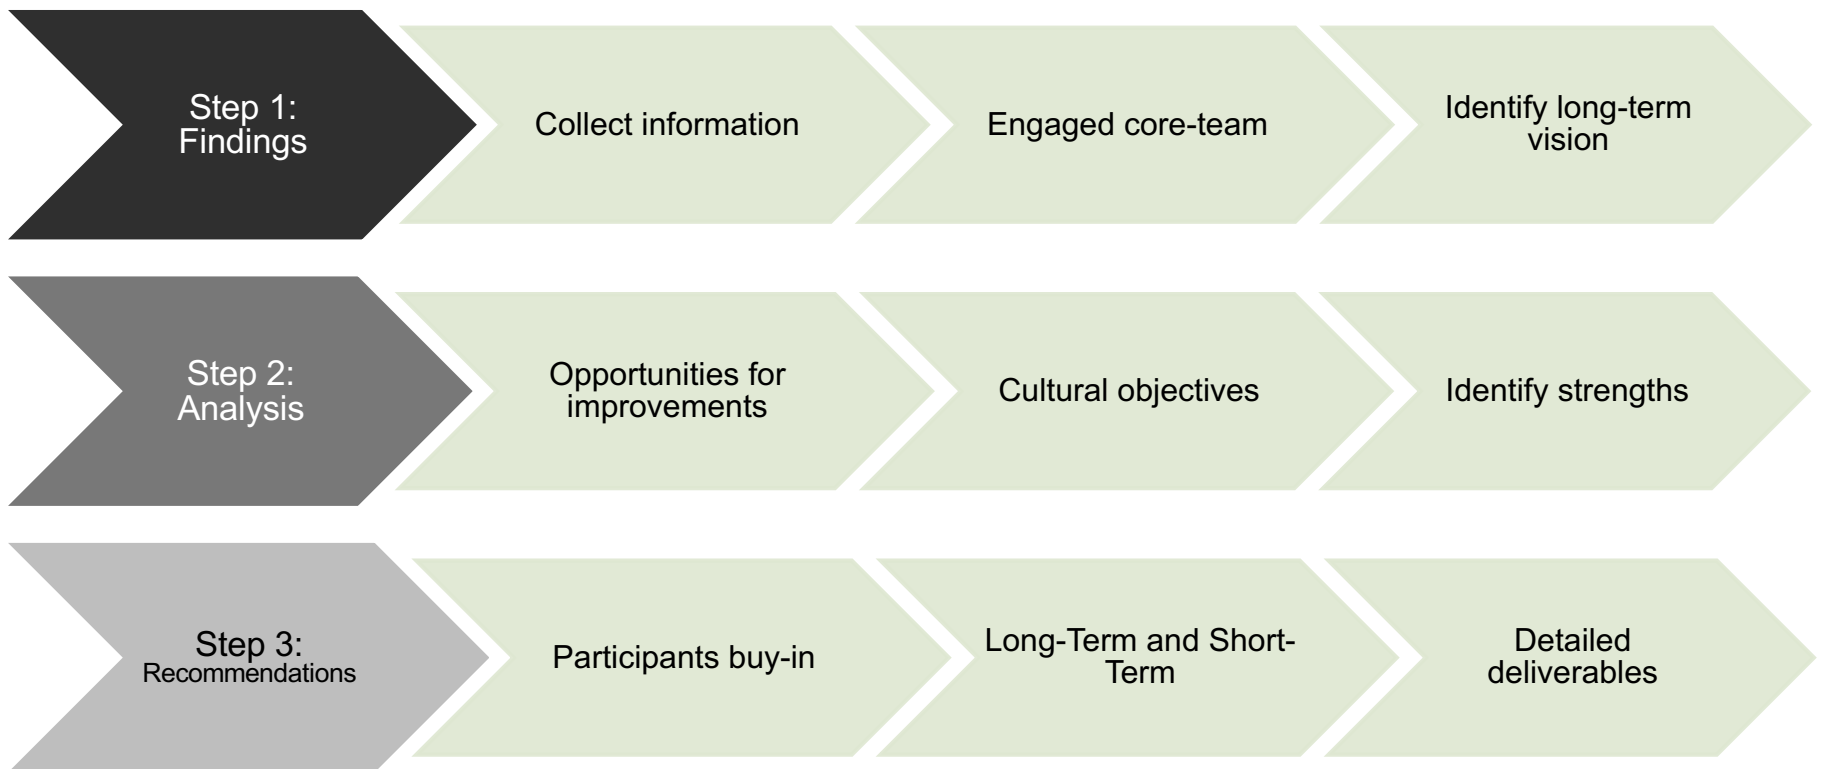 Step 1:
Findings
Collect information
Engaged core-team
Identify long-term
vision
Step 2:
Analysis
Opportunities for
improvements
Cultural objectives
Identify strengths
Step 3:
Recommendations
Participants buy-in
Long-Term and Short-
Term
Detailed
deliverables